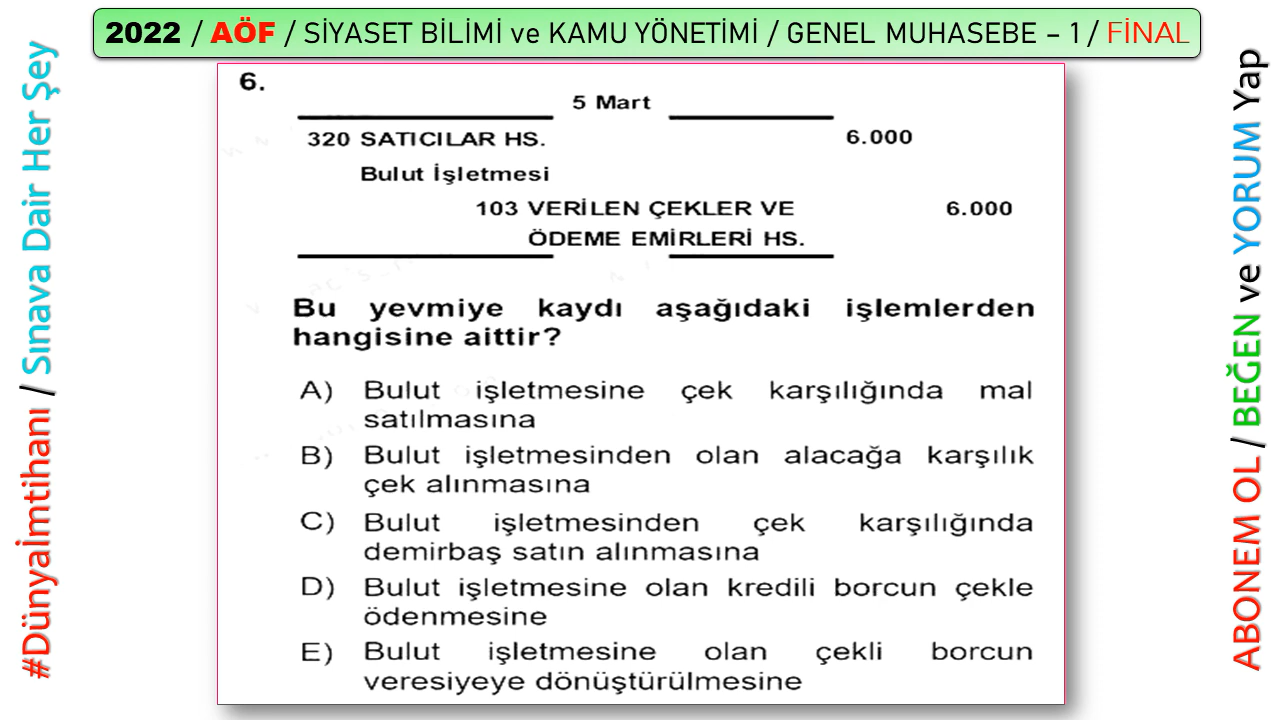 2022 / AÖF / SİYASET BİLİMİ ve KAMU YÖNETİMİ / GENEL MUHASEBE – 1 / FİNAL
#Dünyaİmtihanı / Sınava Dair Her Şey
6.
5 Mart
320 SATICILAR HS. 6.000
Bulut İşletmesi
103 VERİLEN ÇEKLER VE 6.000
ÖDEME EMİRLERİ HS.
Bu yevmiye kaydı aşağıdaki işlemlerden
hangisine aittir?
A) Bulut işletmesine çek karşılığında mal
satılmasına
B) Bulut işletmesinden olan alacağa karşılık
çek alınmasına
C) Bulut işletmesinden çek karşılığında
demirbaş satın alınmasına
D) Bulut işletmesine olan kredili borcun çekle
ödenmesine
E) Bulut işletmesine olan çekli borcun
veresiyeye dönüştürülmesine
ABONEM OL / BEĞEN ve YORUM Yap